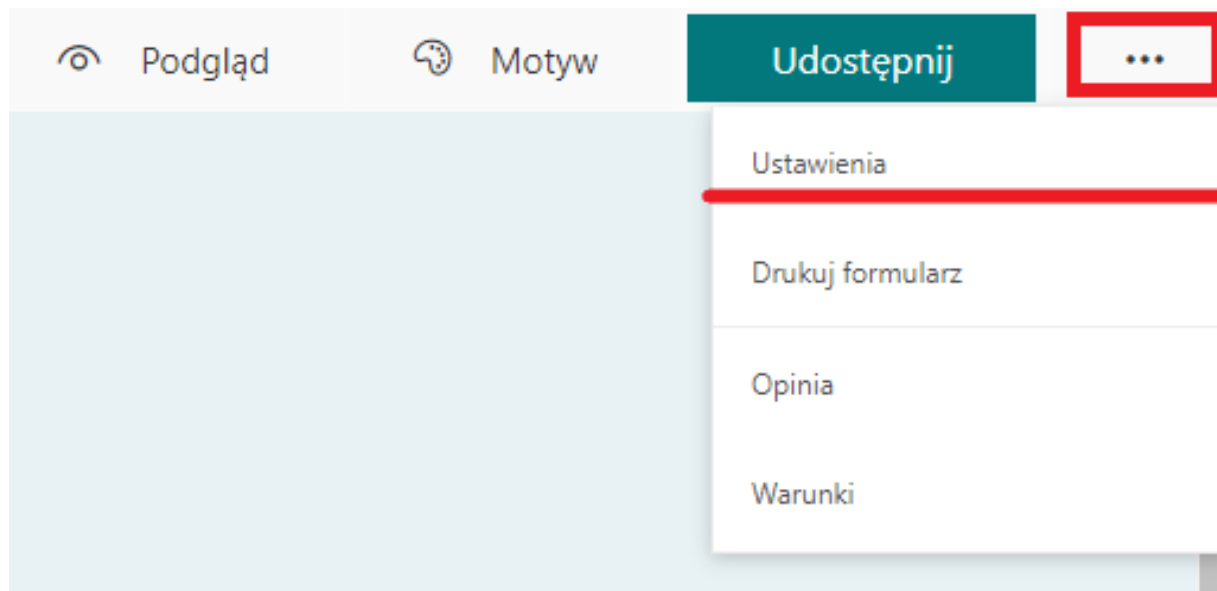 Podgląd Motyw Udostępnij ...
Ustawienia
Drukuj formularz
Opinia
Warunki